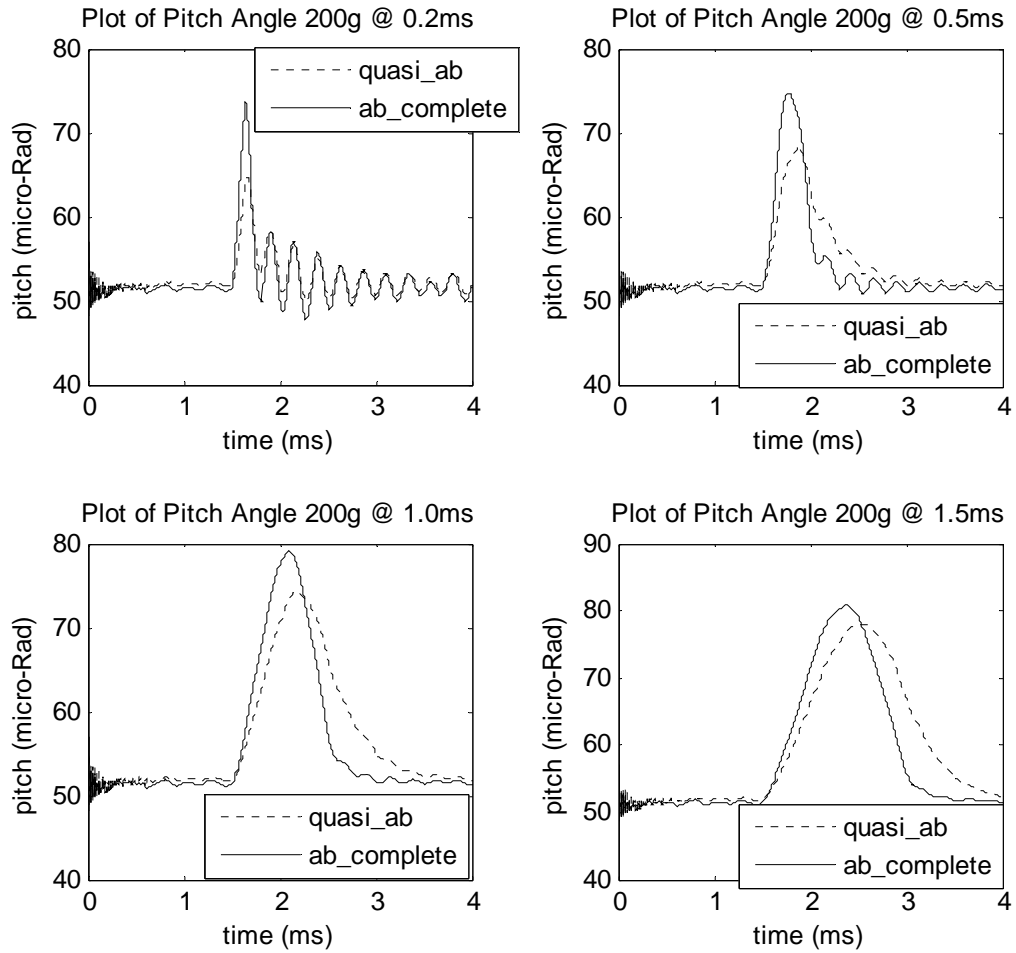 Plot of Pitch Angle 200g @ 0.2ms
80
70
60
50
40
pitch (micro-Rad)
quasi_ab
ab_complete
0 1 2 3 4
time (ms)
Plot of Pitch Angle 200g @ 0.5ms
80
70
60
50
40
pitch (micro-Rad)
quasi_ab
ab_complete
0 1 2 3 4
time (ms)
Plot of Pitch Angle 200g @ 1.0ms
80
70
60
50
40
pitch (micro-Rad)
quasi_ab
ab_complete
0 1 2 3 4
time (ms)
Plot of Pitch Angle 200g @ 1.5ms
90
80
70
60
50
40
pitch (micro-Rad)
quasi_ab
ab_complete
0 1 2 3 4
time (ms)